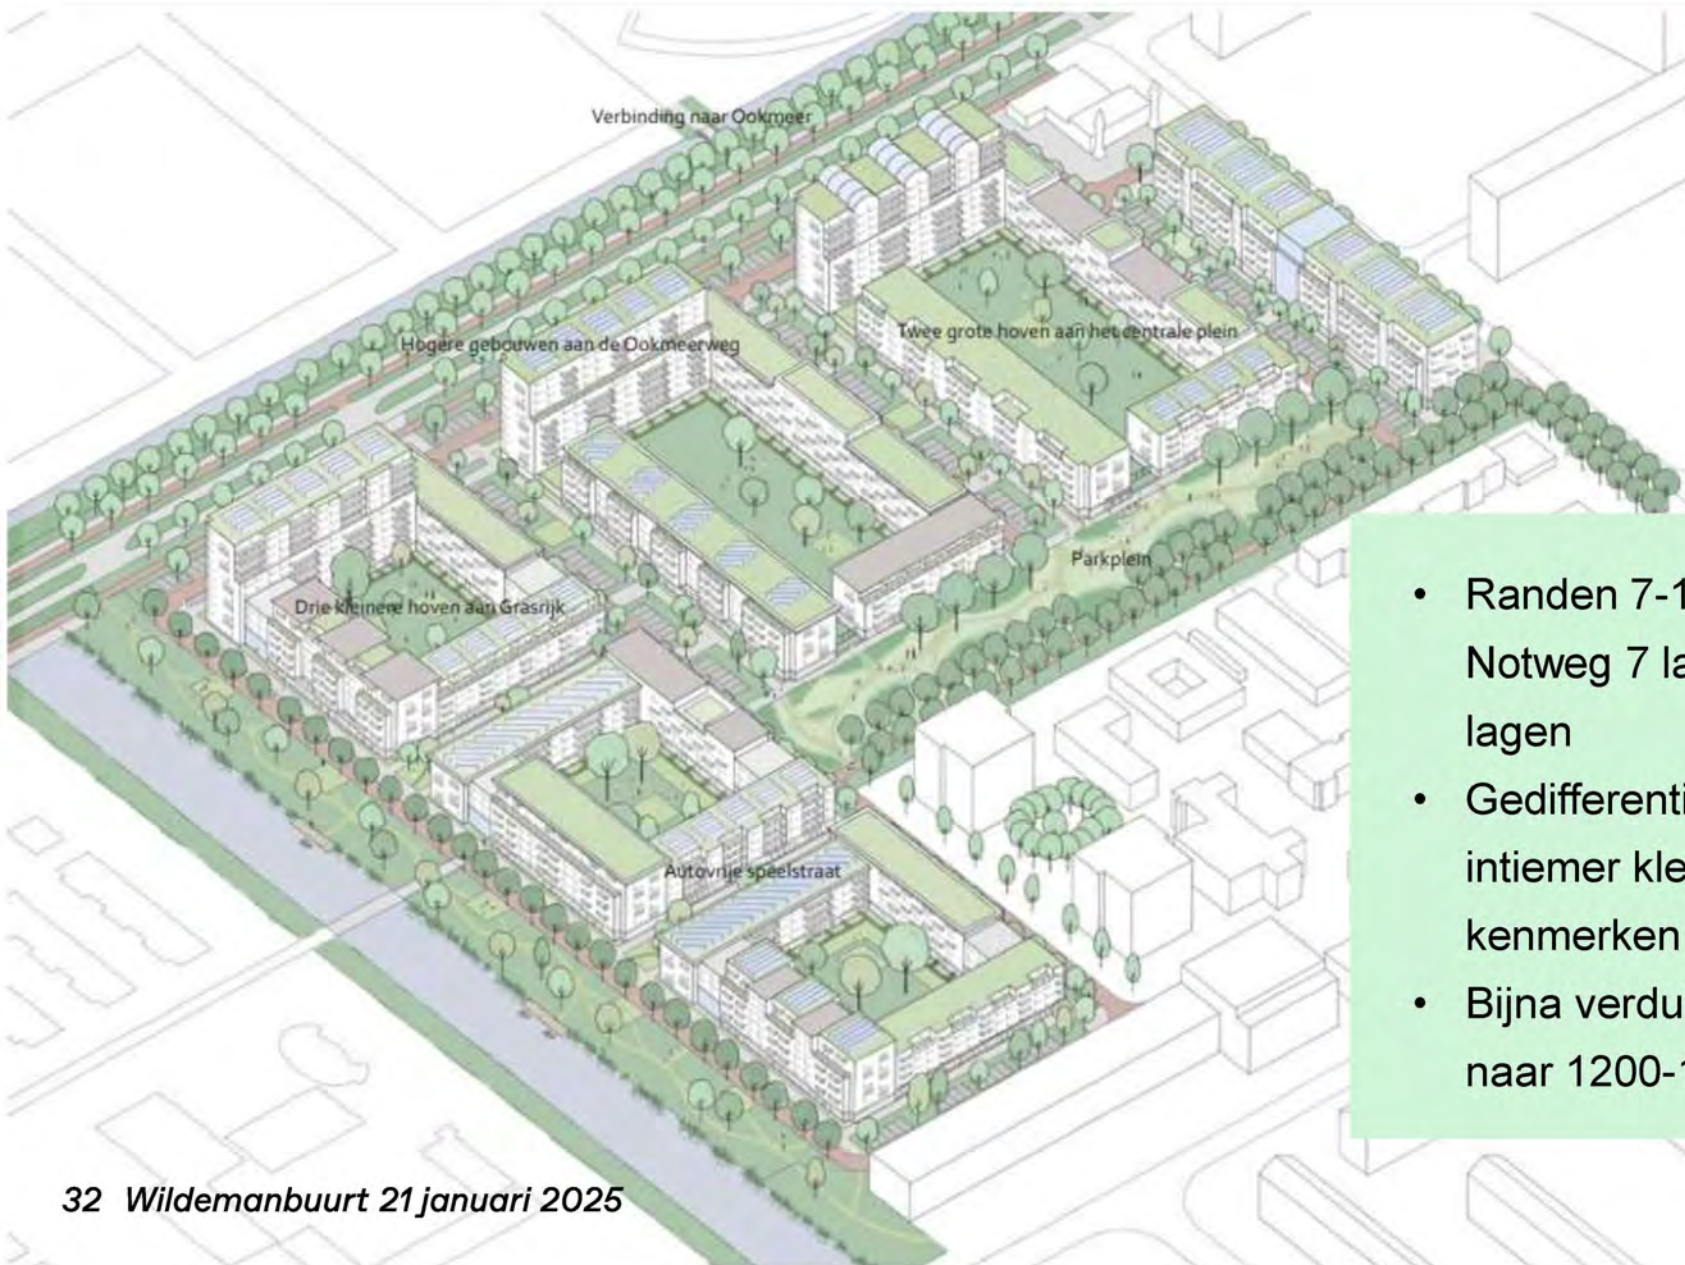 Verbinding naar Ookmeer
Hogere gebouwen aan de Ookmeerweg
Twee grote hoven aan het centrale plein
Parkplein
Drie kleinere hoven aan Grasrijk
Autovrije speelstraat
• Randen 7-1
Notweg 7 la
lagen
• Gedifferenti
intiemer kle
kenmerken
• Bijna verdu
naar 1200-1
32 Wildemanbuurt 21 januari 2025